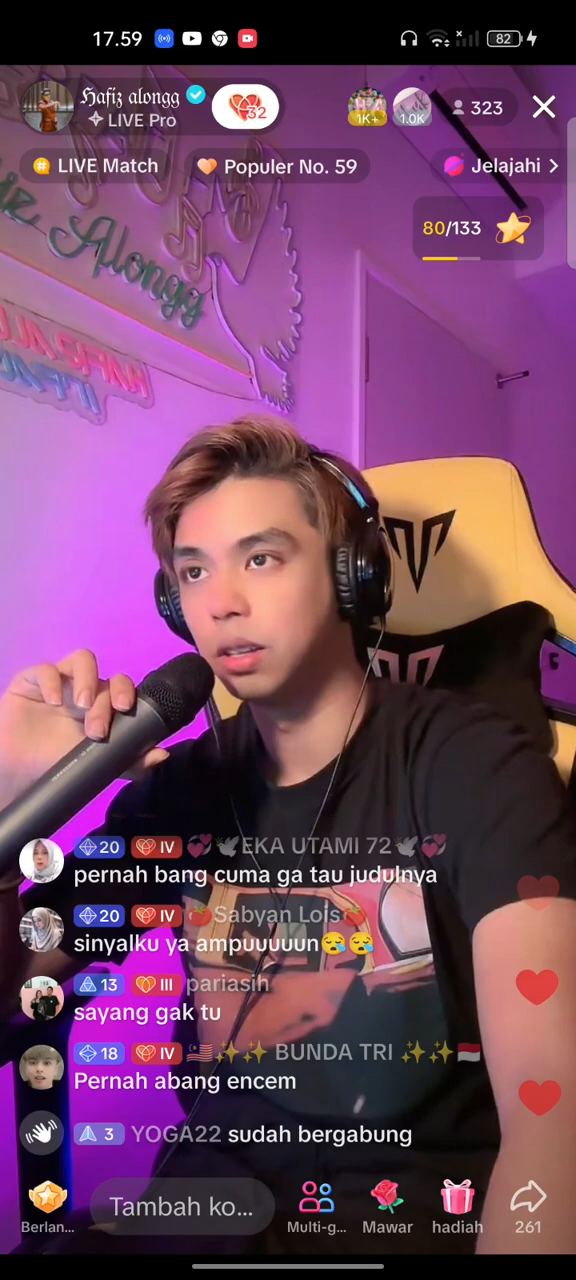 17.59
82
Hafiz alongg
LIVE Pro
32
1K+
1.0K
323
LIVE Match
Populer No. 59
Jelajahi >
80/133
Alongg
20 IV EKA UTAMI 72
pernah bang cuma ga tau judulnya
20 IV Sabyan Lois
sinyalku ya ampuuuuun😪😪
13 III pariasih
sayang gak tu
18 IV 🇲🇾✨✨ BUNDA TRI ✨✨🇮🇩
Pernah abang encem
3 YOGA22 sudah bergabung
Tambah ko...
Berlan...
Multi-g...
Mawar
hadiah
261